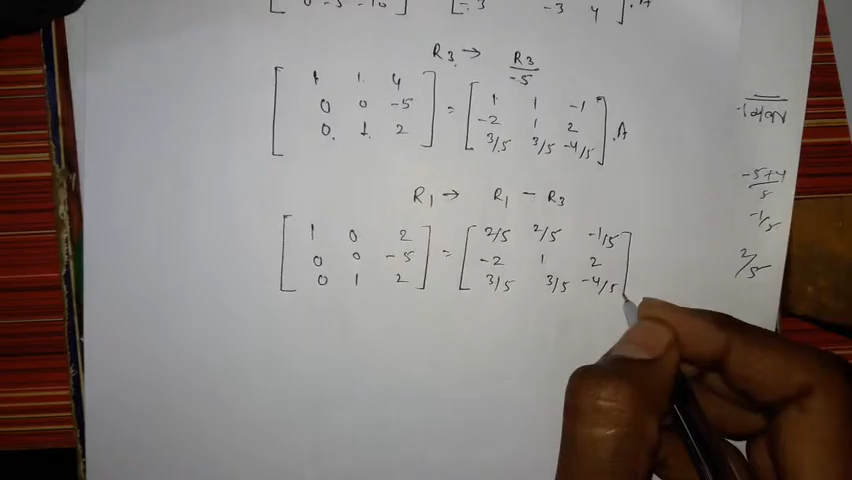 R3. → R3/-5
[1 1. 4 = [1 1 -1
0 0 -5 -2 1 2
0. 1. 2] 3/5 3/5 -4/5] .A
R1 → R1 - R3
[1 0 2 = [2/5 2/5 -1/5
0 0 -5 -2 1 2
0 1 2] 3/5 3/5 -4/5]
-5+4/5
-1/5
2/5